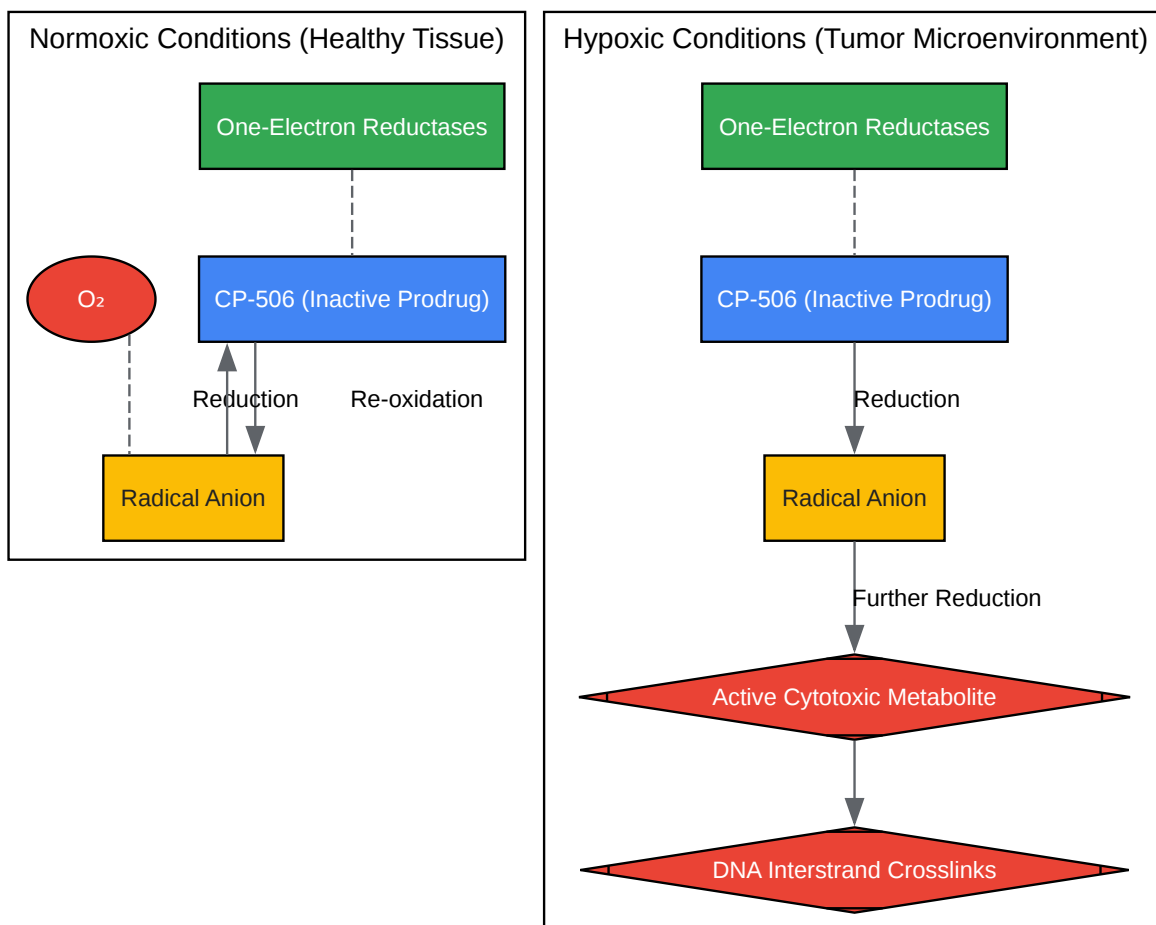 Normoxic Conditions (Healthy Tissue)
One-Electron Reductases
O₂
CP-506 (Inactive Prodrug)
Reduction
Re-oxidation
Radical Anion
Hypoxic Conditions (Tumor Microenvironment)
One-Electron Reductases
CP-506 (Inactive Prodrug)
Reduction
Radical Anion
Further Reduction
Active Cytotoxic Metabolite
DNA Interstrand Crosslinks